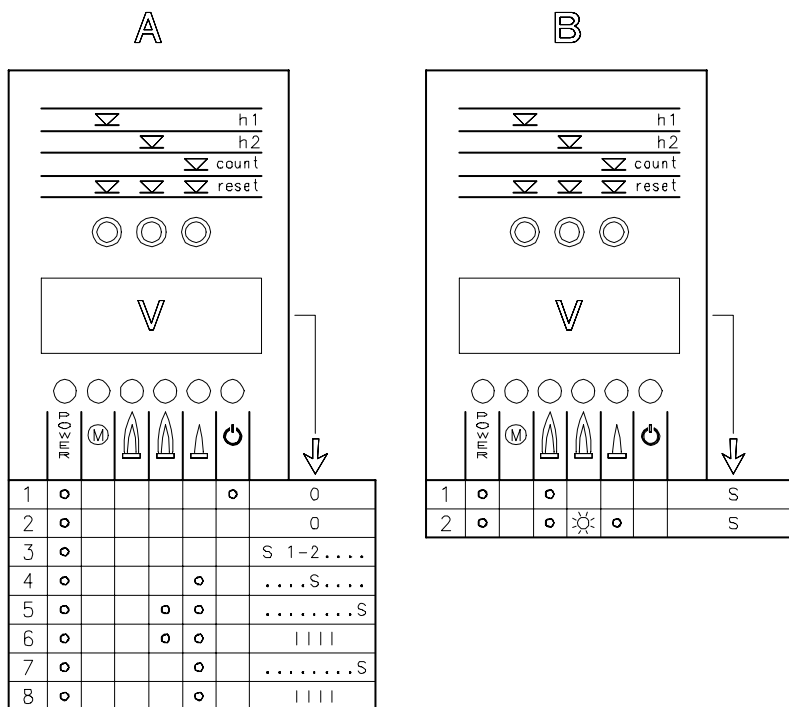 A
h1
h2
count
reset
V
POWER
M
1 0
2 0
3 S 1-2....
4 ....S....
5 ........S
6 ||||
7 ........S
8 ||||
B
h1
h2
count
reset
V
POWER
M
1 S
2 S